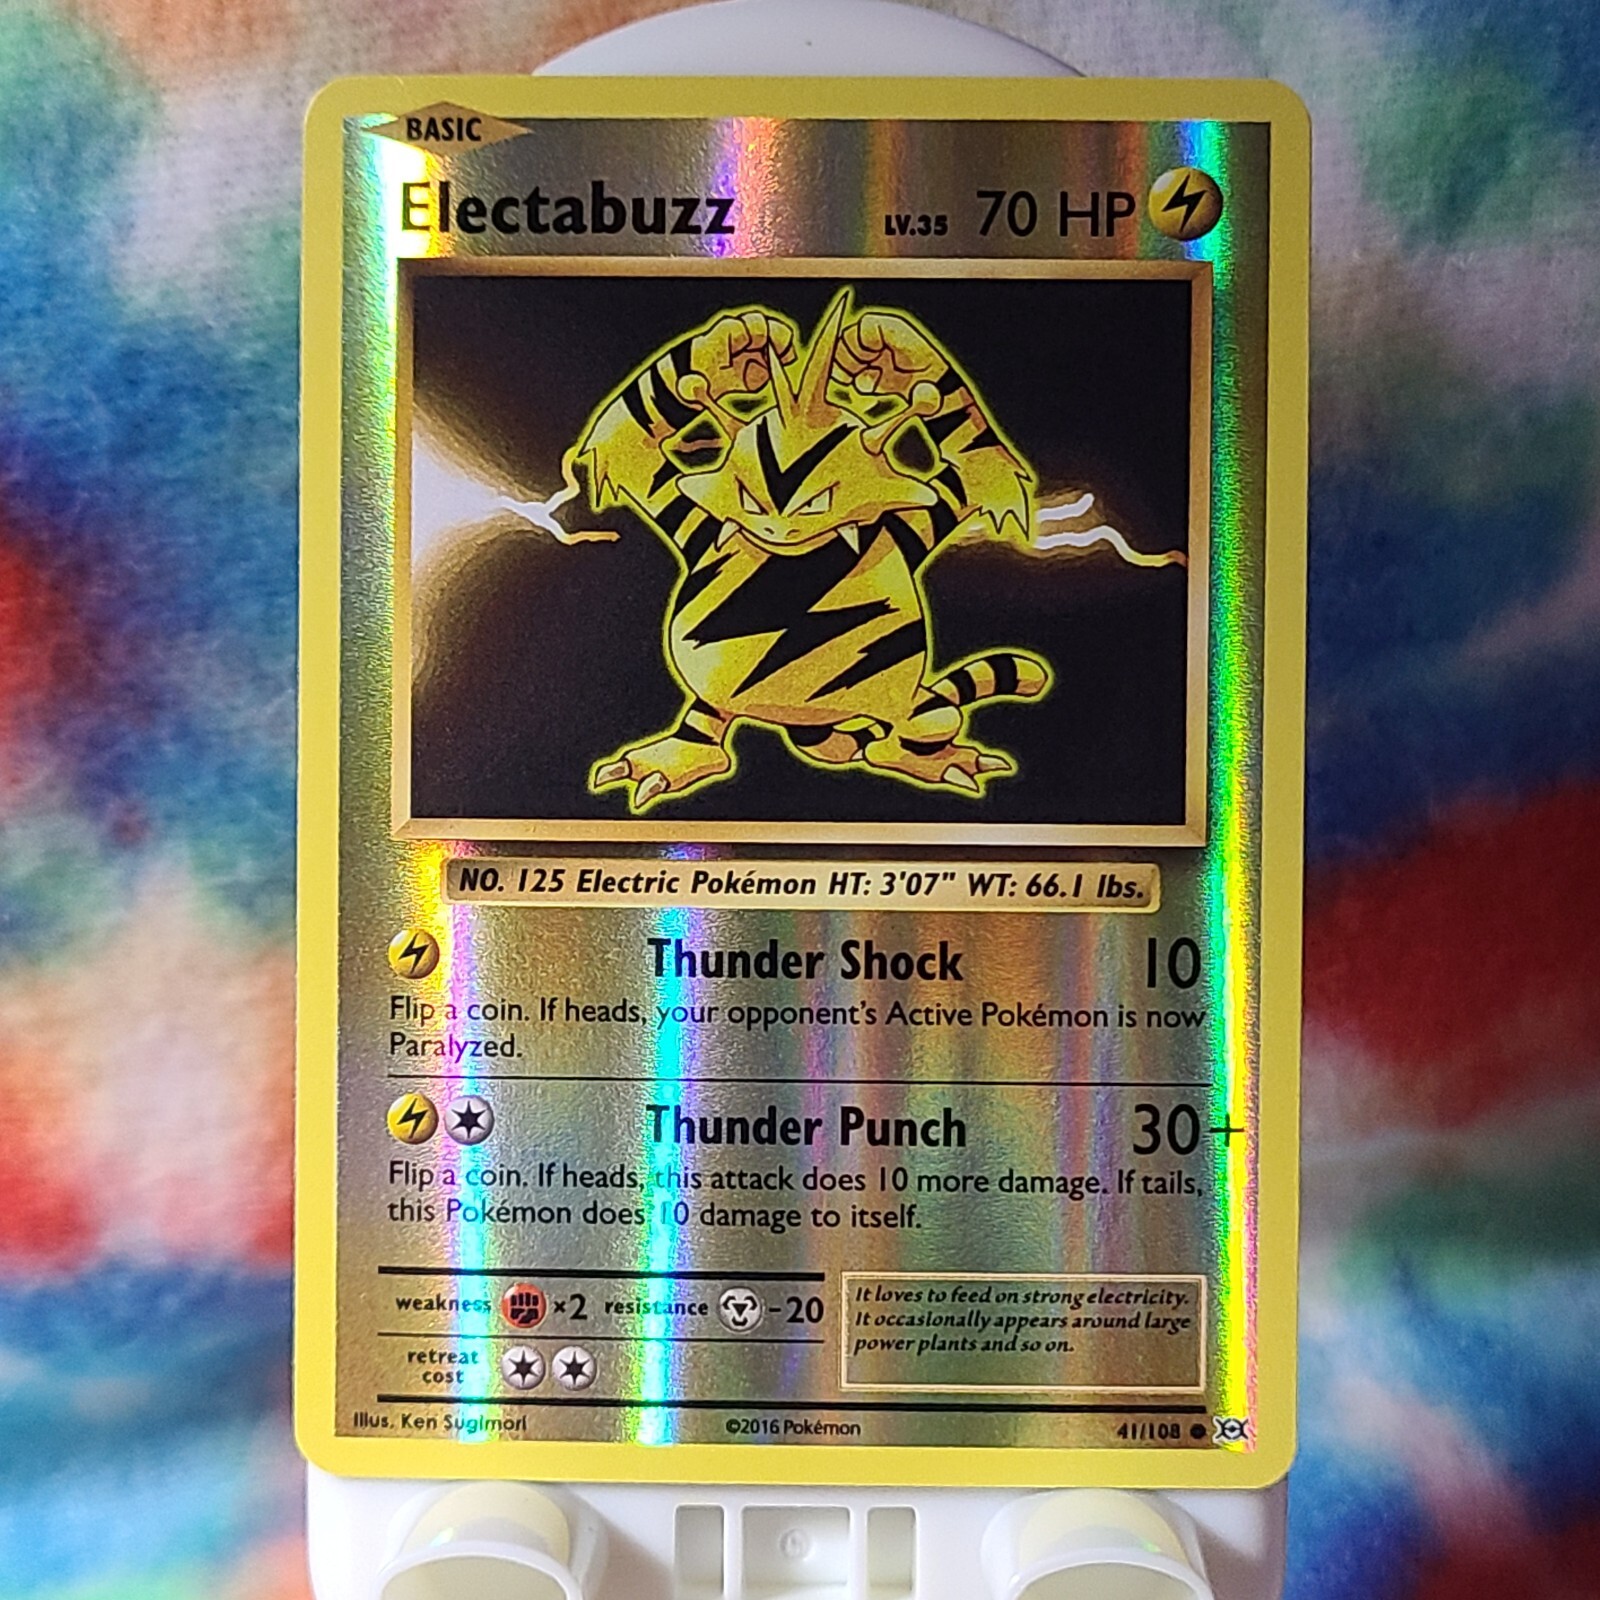 BASIC
Electabuzz LV.35 70 HP
NO. 125 Electric Pokémon HT: 3'07" WT: 66.1 lbs.
Thunder Shock 10
Flip a coin. If heads, your opponent's Active Pokémon is now
Paralyzed.
Thunder Punch 30+
Flip a coin. If heads, this attack does 10 more damage. If tails,
this Pokémon does 10 damage to itself.
weakness ×2 resistance -20
retreat
cost
It loves to feed on strong electricity.
It occasionally appears around large
power plants and so on.
Illus. Ken Sugimori ©2016 Pokémon 41/108